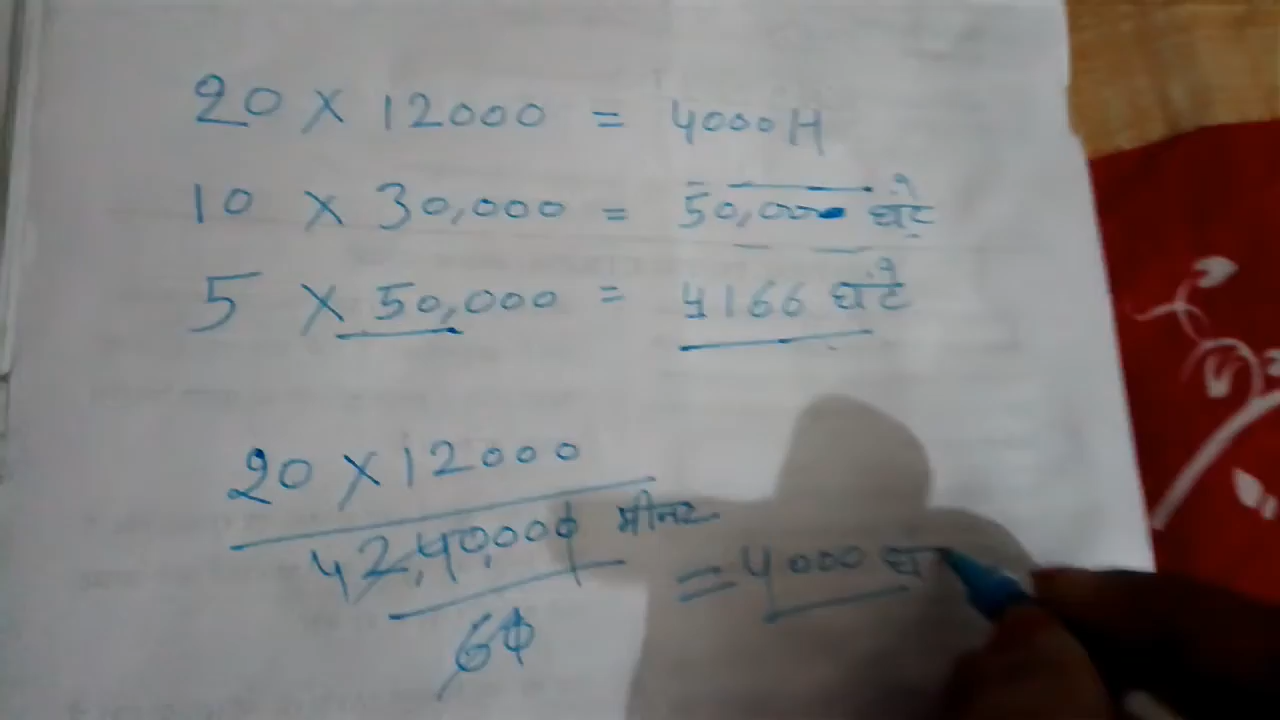 20 X 12000 = 4000 H
10 X 30,000 = 50,000 घंटे
5 X 50,000 = 4166 घंटे
20 X 12000
42,40,000 मीनट
60
= 4000 घं